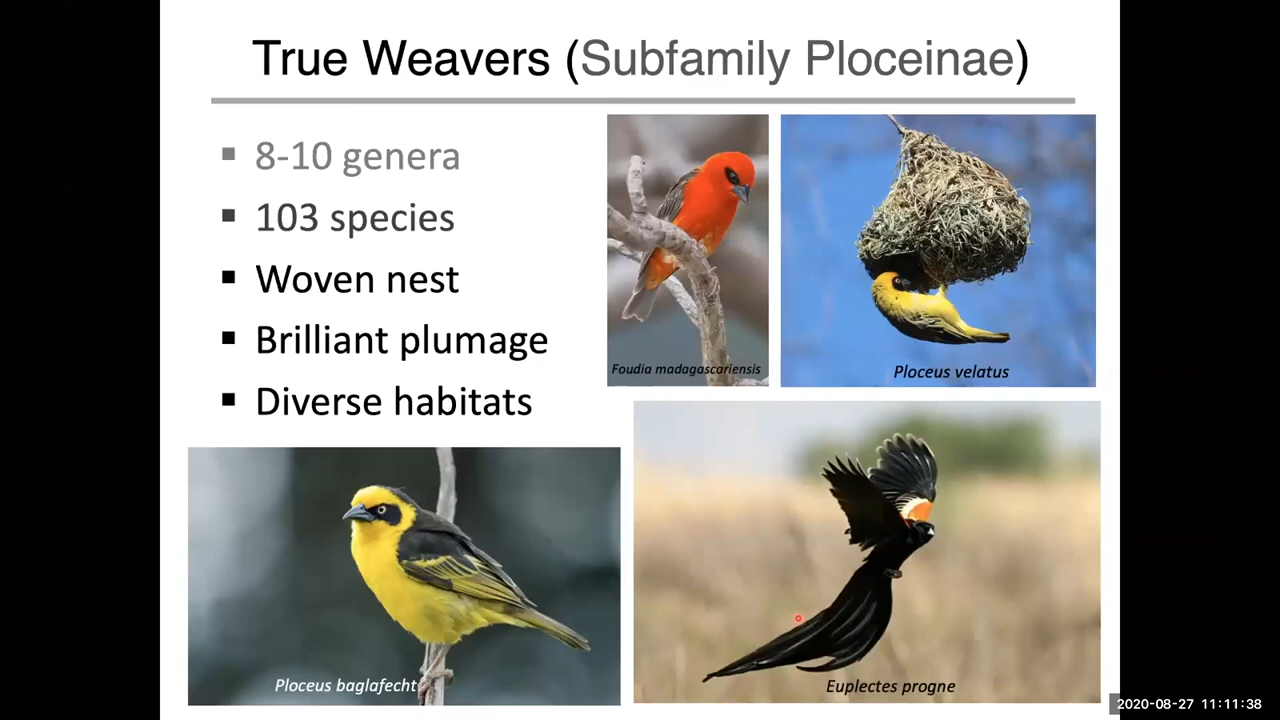 True Weavers (Subfamily Ploceinae)
▪ 8-10 genera
▪ 103 species
▪ Woven nest
▪ Brilliant plumage
▪ Diverse habitats
Foudia madagascariensis
Ploceus velatus
Ploceus baglafecht
Euplectes progne
2020-08-27 11:11:38